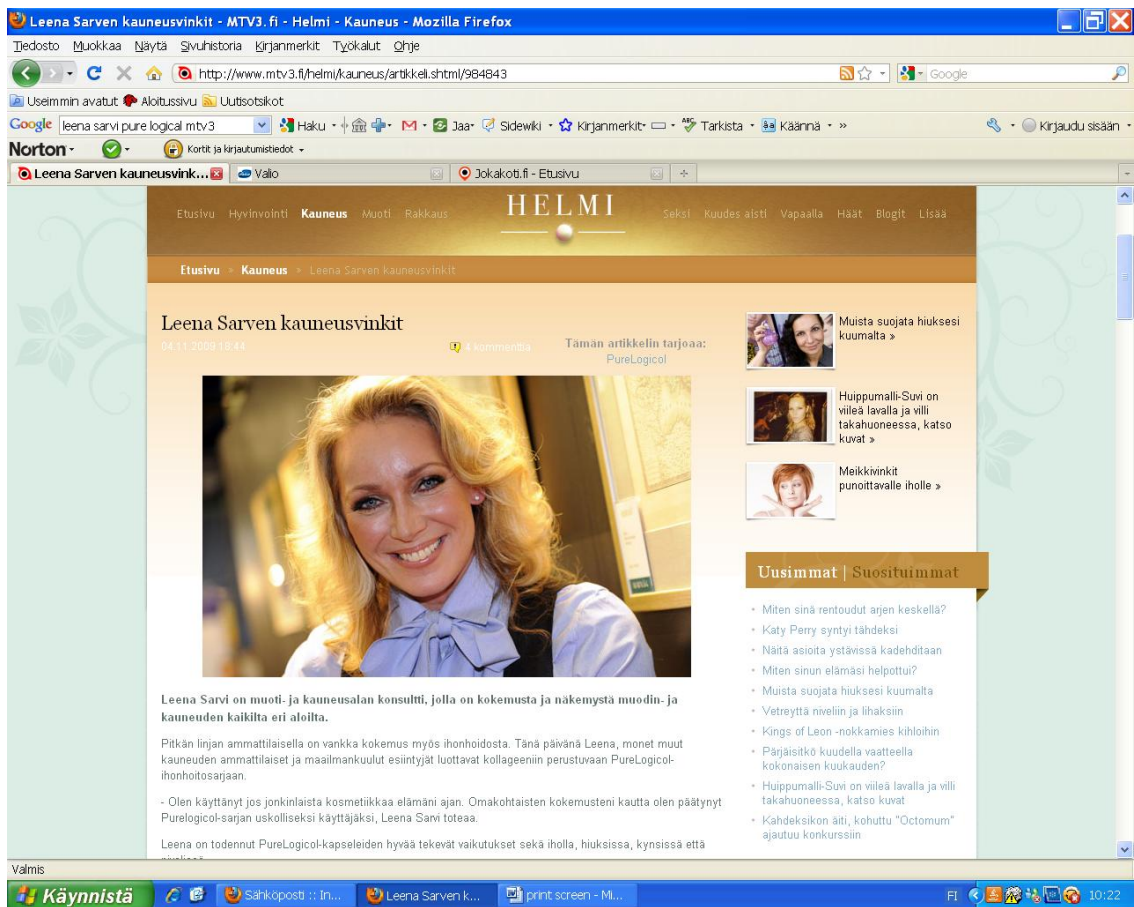 Leena Sarven kauneusvinkit - MTV3.fi - Helmi - Kauneus - Mozilla Firefox
Tiedosto Muokkaa Näytä Sivuhistoria Kirjanmerkit Työkalut Ohje
http://www.mtv3.fi/helmi/kauneus/artikkeli.shtml/984843 Google
Useimmin avatut Aloitussivu Uutisotsikot
Google leena sarvi pure logical mtv3 Haku Jaa Sidewiki Kirjanmerkit Tarkista Käännä » Kirjaudu sisään
Norton Kortit ja kirjautumistiedot
Leena Sarven kauneusvink... Valio Jokakoti.fi - Etusivu
Etusivu Hyvinvointi Kauneus Muoti Rakkaus HELMI Seksi Kuudes aisti Vapaalla Häät Blogit Lisää
Etusivu > Kauneus > Leena Sarven kauneusvinkit
Leena Sarven kauneusvinkit
04.11.2009 18:44 4 kommenttia
Tämän artikkelin tarjoaa:
PureLogicol
Leena Sarvi on muoti- ja kauneusalan konsultti, jolla on kokemusta ja näkemystä muodin- ja
kauneuden kaikilta eri aloilta.
Pitkän linjan ammattilaisella on vankka kokemus myös ihonhoidosta. Tänä päivänä Leena, monet muut
kauneuden ammattilaiset ja maailmankuulut esiintyjät luottavat kollageeniin perustuvaan PureLogicol-
ihonhoitosarjaan.
- Olen käyttänyt jos jonkinlaista kosmetiikkaa elämäni ajan. Omakohtaisten kokemusteni kautta olen päätynyt
Purelogicol-sarjan uskolliseksi käyttäjäksi, Leena Sarvi toteaa.
Leena on todennut PureLogicol-kapseleiden hyvää tekevät vaikutukset sekä iholla, hiuksissa, kynsissä että
Muista suojata hiuksesi
kuumalta »
Huippumalli-Suvi on
viileä lavalla ja villi
takahuoneessa, katso
kuvat »
Meikkivinkit
punoittavalle iholle »
Uusimmat | Suosituimmat
Miten sinä rentoudut arjen keskellä?
Katy Perry syntyi tähdeksi
Näitä asioita ystävissä kadehditaan
Miten sinun elämäsi helpottui?
Muista suojata hiuksesi kuumalta
Vetreyttä niveliin ja lihaksiin
Kings of Leon -nokkamies kihloihin
Pärjäisitkö kuudella vaatteella
kokonaisen kuukauden?
Huippumalli-Suvi on viileä lavalla ja villi
takahuoneessa, katso kuvat
Kahdeksikon äiti, kohuttu "Octomum"
ajautuu konkurssiin
Valmis
Käynnistä Sähköposti :: In... Leena Sarven k... print screen - Mi... FI 10:22